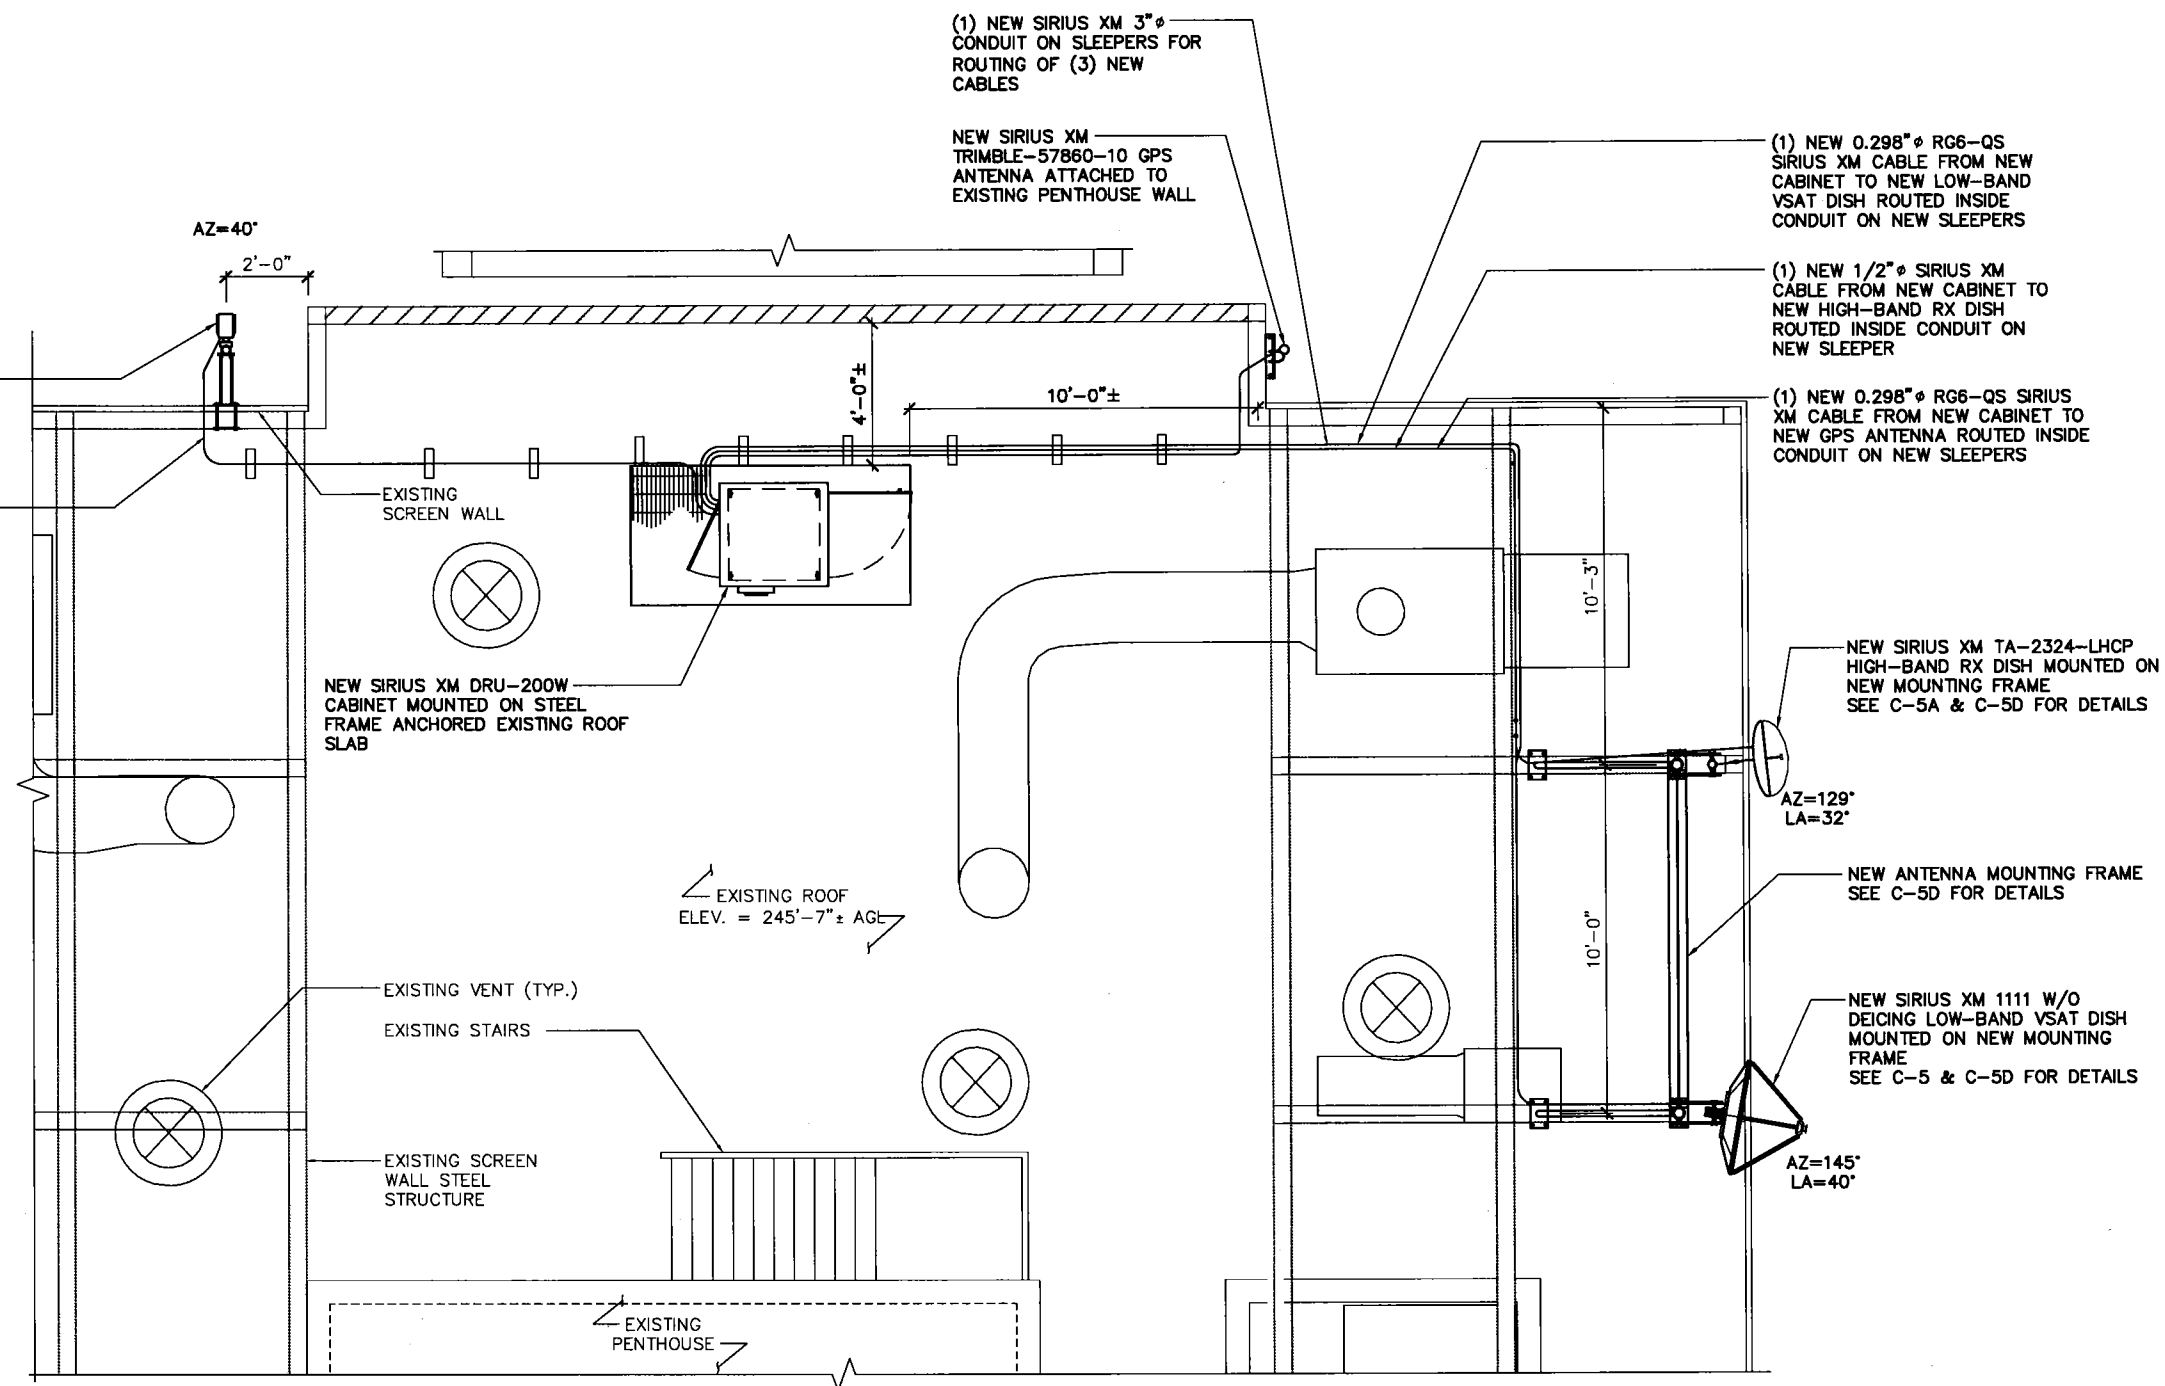 (1) NEW SIRIUS XM 3"ø
CONDUIT ON SLEEPERS FOR
ROUTING OF (3) NEW
CABLES
NEW SIRIUS XM
TRIMBLE-57860-10 GPS
ANTENNA ATTACHED TO
EXISTING PENTHOUSE WALL
(1) NEW 0.298"ø RG6-QS
SIRIUS XM CABLE FROM NEW
CABINET TO NEW LOW-BAND
VSAT DISH ROUTED INSIDE
CONDUIT ON NEW SLEEPERS
(1) NEW 1/2"ø SIRIUS XM
CABLE FROM NEW CABINET TO
NEW HIGH-BAND RX DISH
ROUTED INSIDE CONDUIT ON
NEW SLEEPER
(1) NEW 0.298"ø RG6-QS SIRIUS
XM CABLE FROM NEW CABINET TO
NEW GPS ANTENNA ROUTED INSIDE
CONDUIT ON NEW SLEEPERS
AZ=40°
2'-0"
4'-0"±
10'-0"±
EXISTING
SCREEN WALL
10'-3"
NEW SIRIUS XM DRU-200W
CABINET MOUNTED ON STEEL
FRAME ANCHORED EXISTING ROOF
SLAB
NEW SIRIUS XM TA-2324-LHCP
HIGH-BAND RX DISH MOUNTED ON
NEW MOUNTING FRAME
SEE C-5A & C-5D FOR DETAILS
AZ=129°
LA=32°
EXISTING ROOF
ELEV. = 245'-7"± AGL
NEW ANTENNA MOUNTING FRAME
SEE C-5D FOR DETAILS
10'-0"
EXISTING VENT (TYP.)
EXISTING STAIRS
NEW SIRIUS XM 1111 W/O
DEICING LOW-BAND VSAT DISH
MOUNTED ON NEW MOUNTING
FRAME
SEE C-5 & C-5D FOR DETAILS
AZ=145°
LA=40°
EXISTING SCREEN
WALL STEEL
STRUCTURE
EXISTING
PENTHOUSE